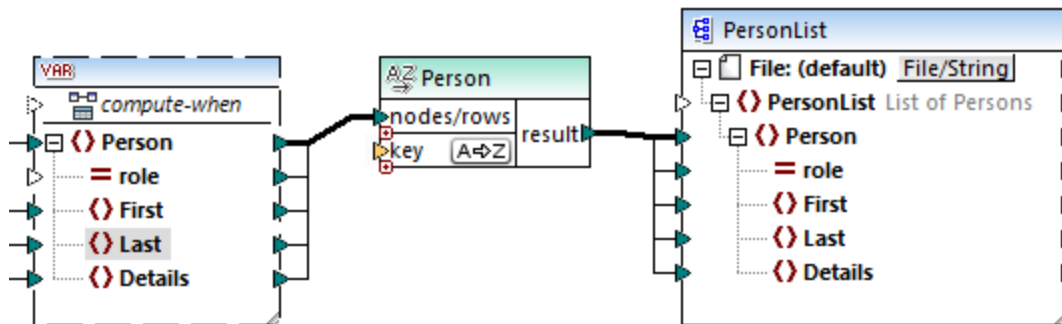 VAR
compute-when
Person
role
First
Last
Details
AZ Person
nodes/rows
key A⇨Z
result
PersonList
File: (default) File/String
PersonList List of Persons
Person
role
First
Last
Details